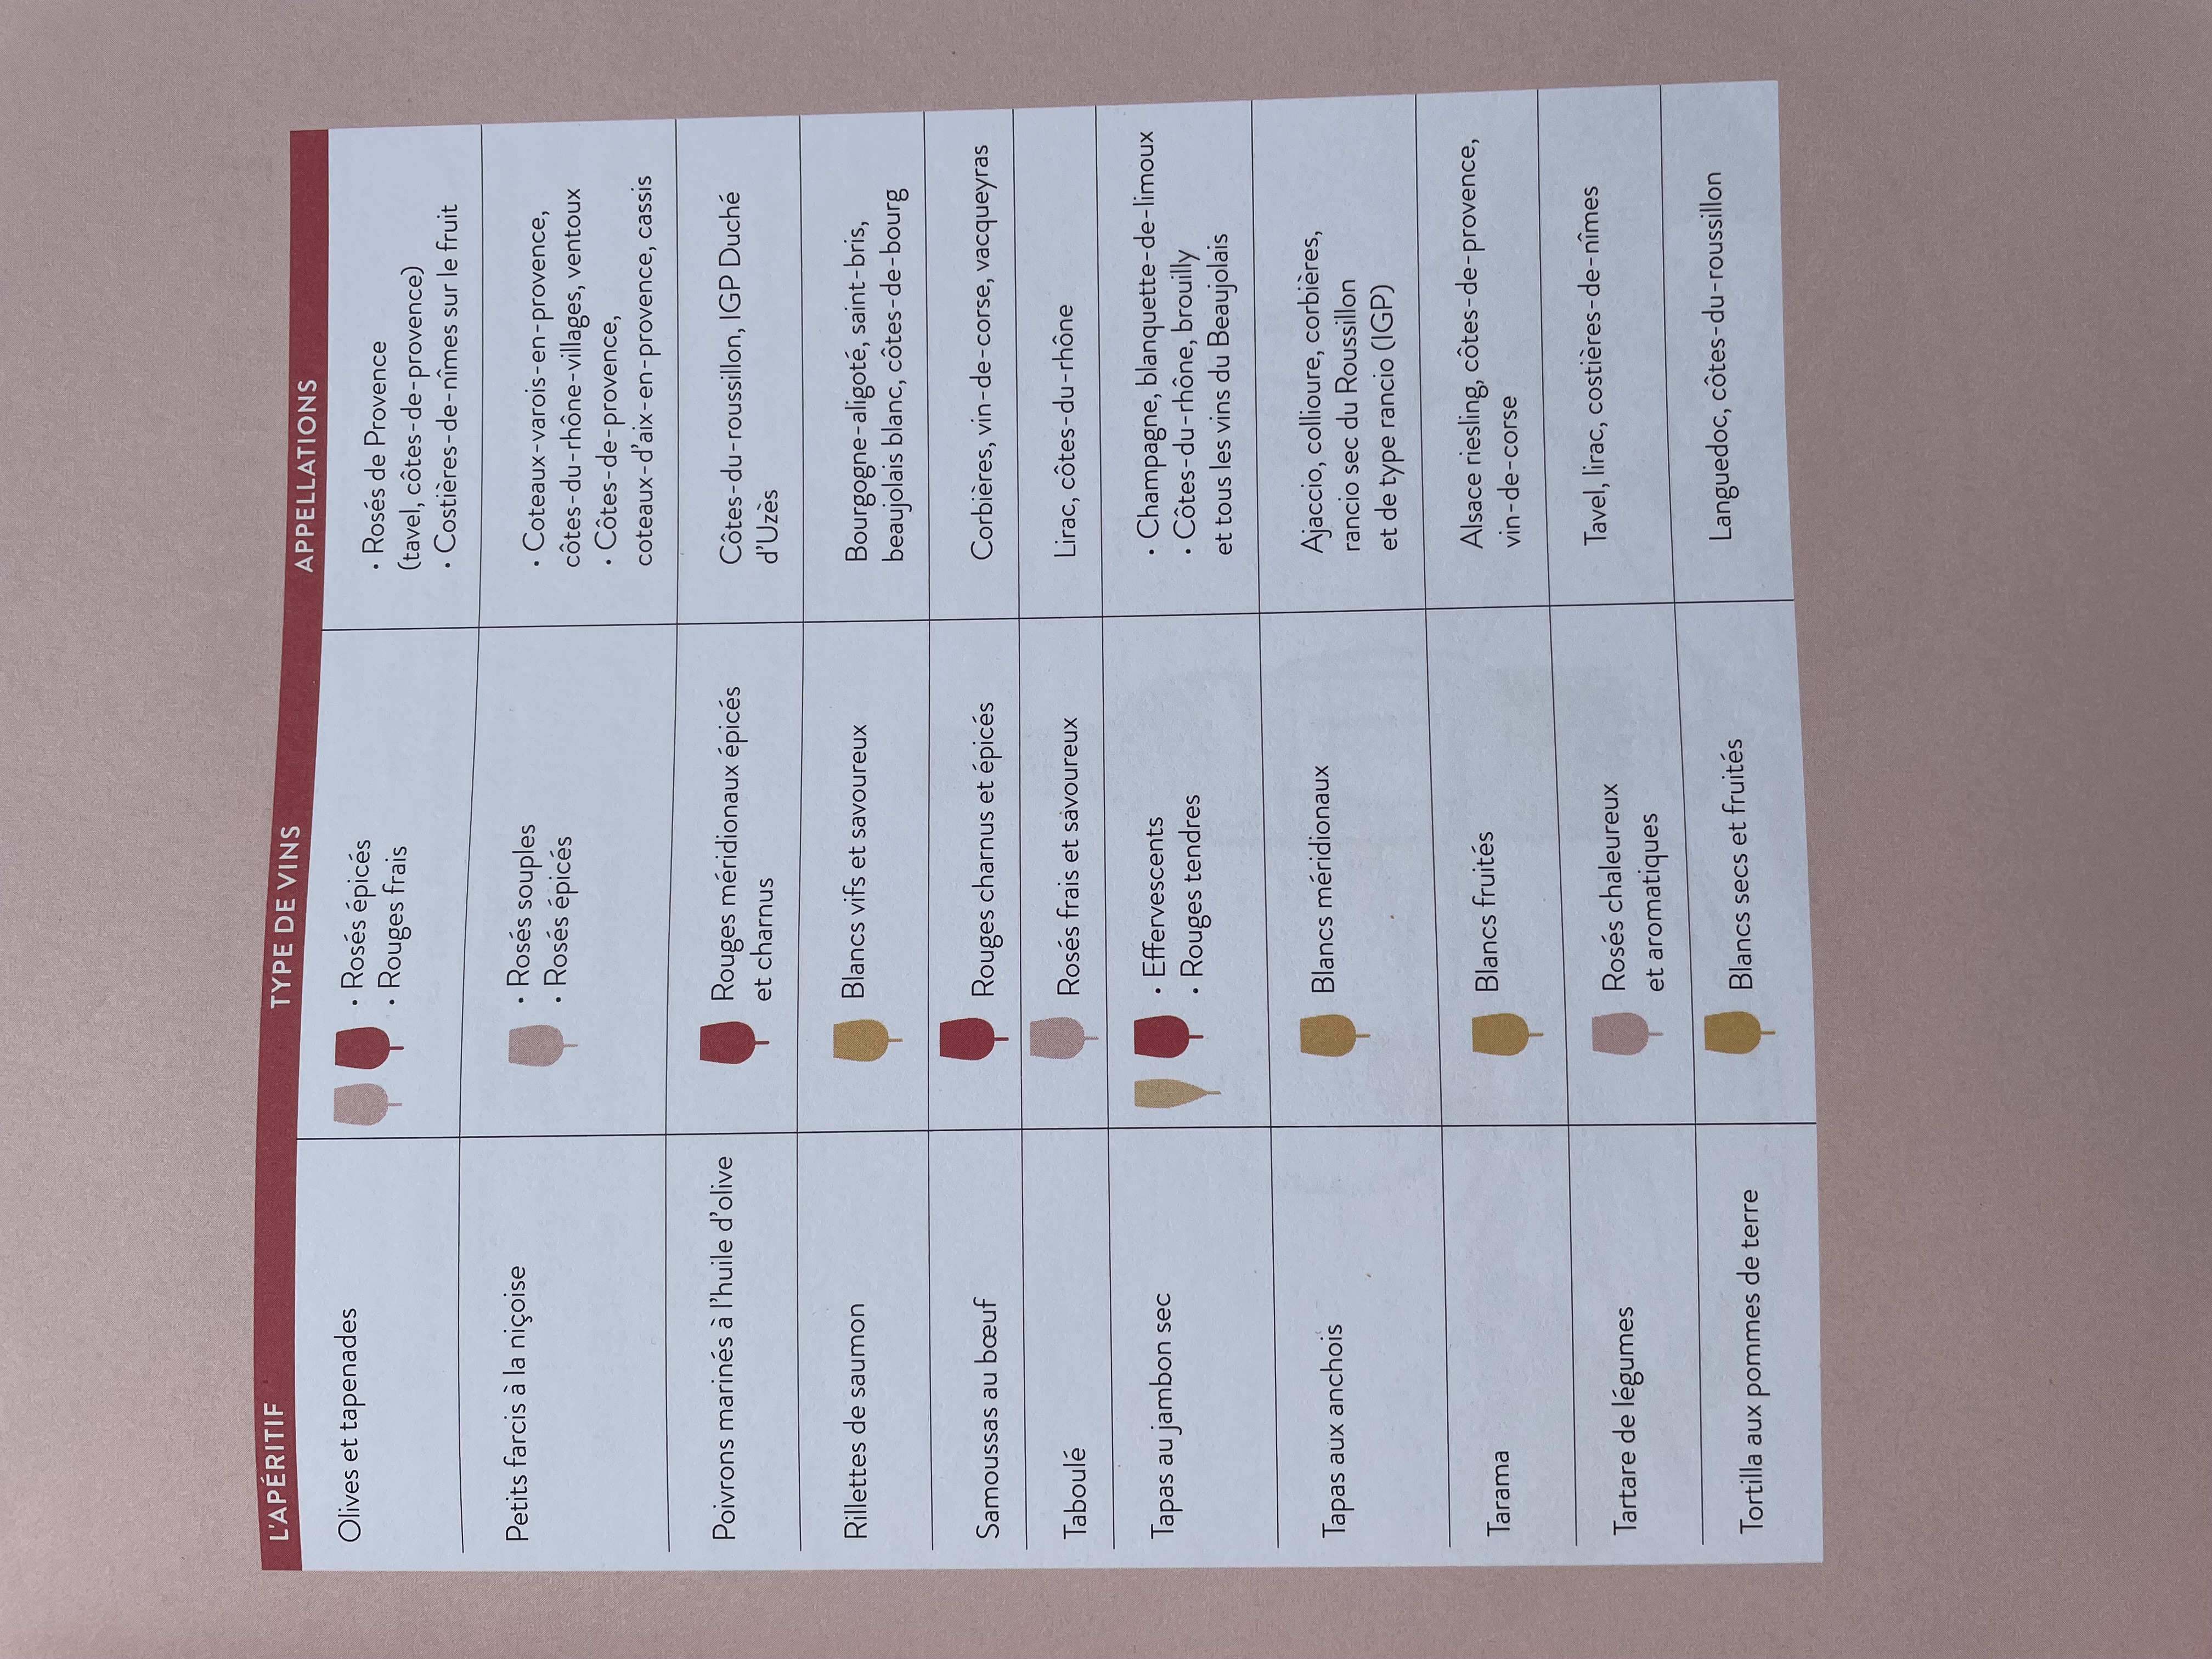 L'APÉRITIF
TYPE DE VINS
APPELLATIONS
Olives et tapenades
• Rosés épicés
• Rouges frais
• Rosés de Provence
(tavel, côtes-de-provence)
• Costières-de-nîmes sur le fruit
Petits farcis à la niçoise
• Rosés souples
• Rosés épicés
• Coteaux-varois-en-provence,
côtes-du-rhône-villages, ventoux
• Côtes-de-provence,
coteaux-d'aix-en-provence, cassis
Poivrons marinés à l'huile d'olive
Rouges méridionaux épicés
et charnus
Côtes-du-roussillon, IGP Duché
d'Uzès
Rillettes de saumon
Blancs vifs et savoureux
Bourgogne-aligoté, saint-bris,
beaujolais blanc, côtes-de-bourg
Samoussas au bœuf
Rouges charnus et épicés
Corbières, vin-de-corse, vacqueyras
Taboulé
Rosés frais et savoureux
Lirac, côtes-du-rhône
Tapas au jambon sec
• Effervescents
• Rouges tendres
• Champagne, blanquette-de-limoux
• Côtes-du-rhône, brouilly
et tous les vins du Beaujolais
Tapas aux anchois
Blancs méridionaux
Ajaccio, collioure, corbières,
rancio sec du Roussillon
et de type rancio (IGP)
Tarama
Blancs fruités
Alsace riesling, côtes-de-provence,
vin-de-corse
Tartare de légumes
Rosés chaleureux
et aromatiques
Tavel, lirac, costières-de-nîmes
Tortilla aux pommes de terre
Blancs secs et fruités
Languedoc, côtes-du-roussillon